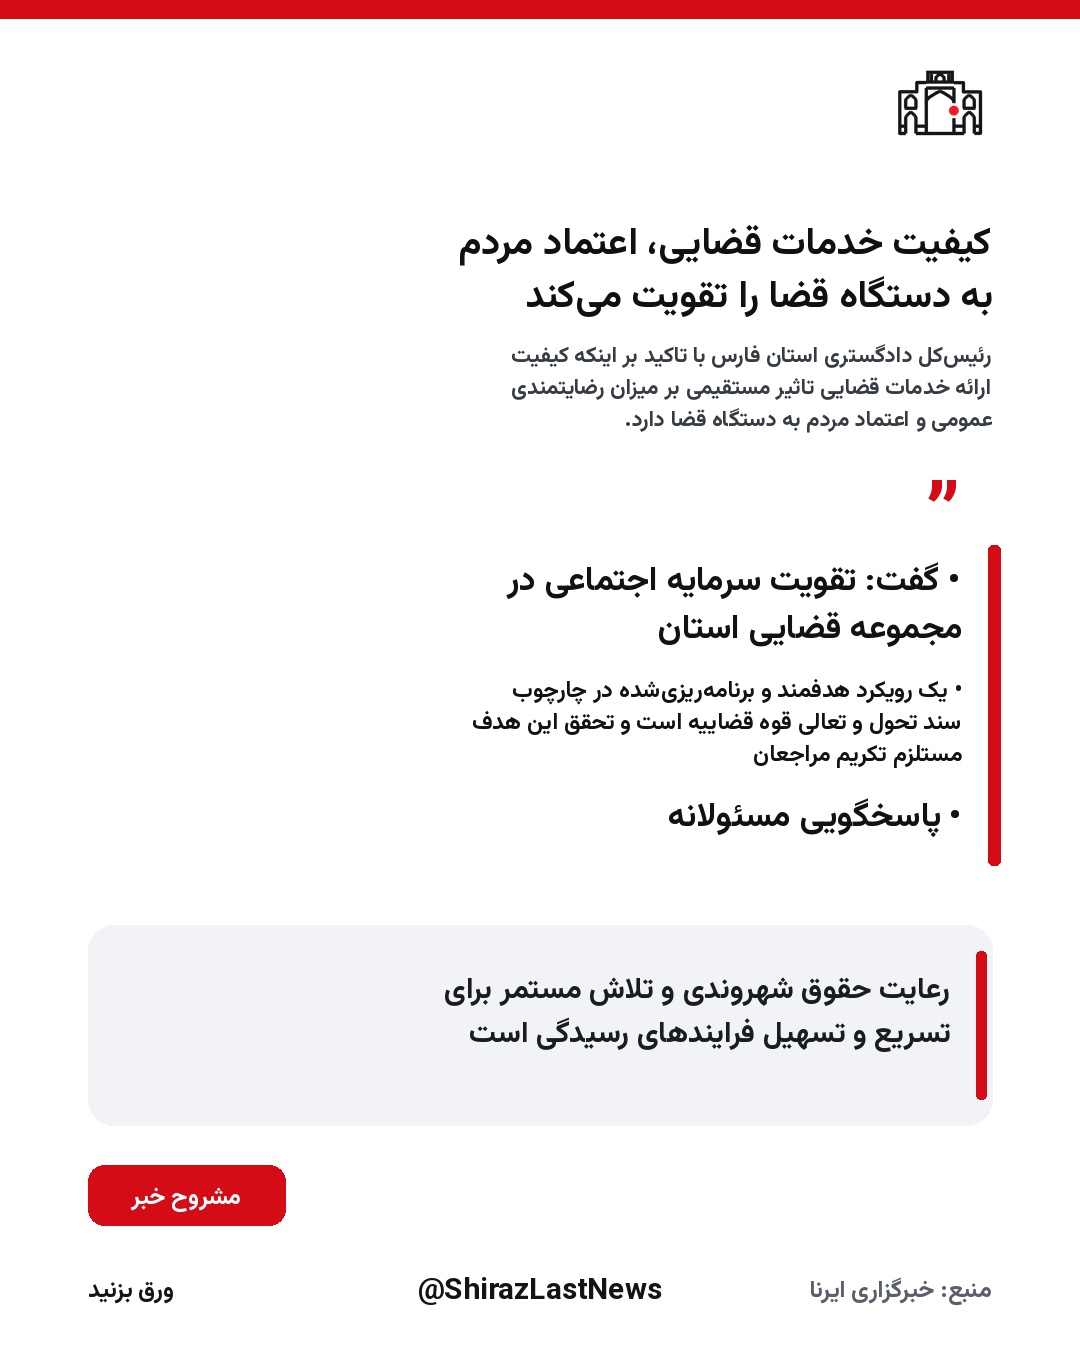 کیفیت خدمات قضایی، اعتماد مردم
به دستگاه قضا را تقویت می‌کند
رئیس‌کل دادگستری استان فارس با تاکید بر اینکه کیفیت
ارائه خدمات قضایی تاثیر مستقیمی بر میزان رضایتمندی
عمومی و اعتماد مردم به دستگاه قضا دارد.
”
• گفت: تقویت سرمایه اجتماعی در
مجموعه قضایی استان
• یک رویکرد هدفمند و برنامه‌ریزی‌شده در چارچوب
سند تحول و تعالی قوه قضاییه است و تحقق این هدف
مستلزم تکریم مراجعان
• پاسخگویی مسئولانه
رعایت حقوق شهروندی و تلاش مستمر برای
تسریع و تسهیل فرایندهای رسیدگی است
مشروح خبر
منبع: خبرگزاری ایرنا
@ShirazLastNews
ورق بزنید